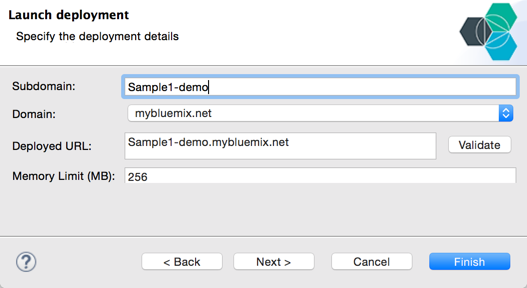 Launch deployment
Specify the deployment details
Subdomain: Sample1-demo
Domain: mybluemix.net
Deployed URL: Sample1-demo.mybluemix.net Validate
Memory Limit (MB): 256
? < Back Next > Cancel Finish